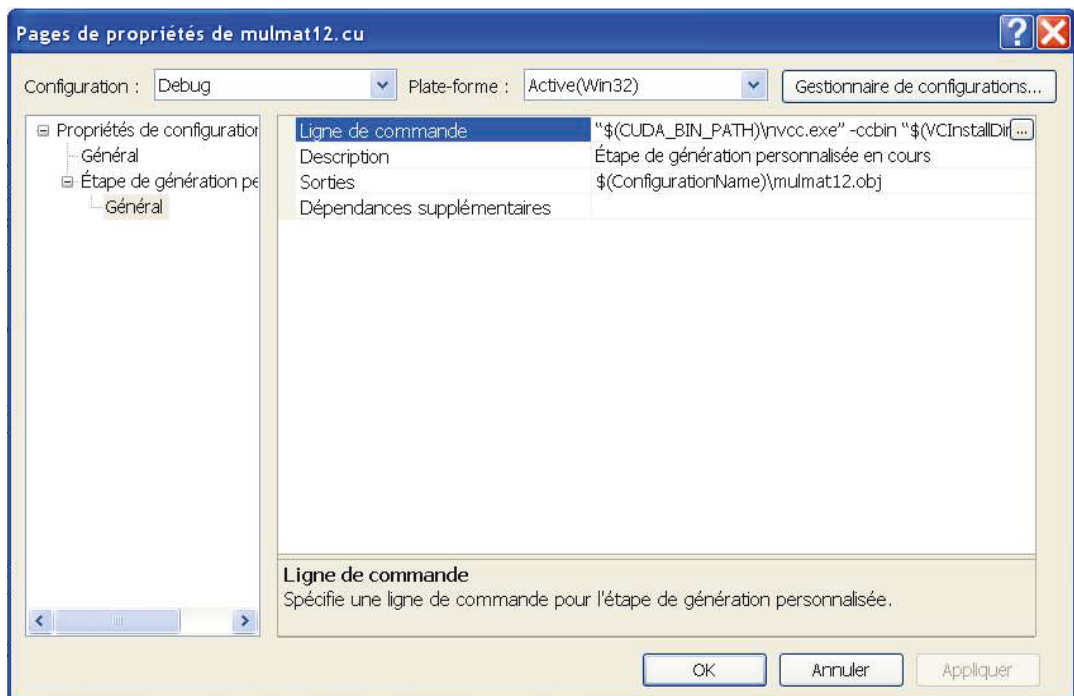 Pages de propriétés de mulmat12.cu
Configuration : Debug Plate-forme : Active(Win32) Gestionnaire de configurations...
Propriétés de configuration
Général
Étape de génération pe
Général
Ligne de commande "$(CUDA_BIN_PATH)\nvcc.exe" -ccbin "$(VCInstallDir ...
Description Étape de génération personnalisée en cours
Sorties $(ConfigurationName)\mulmat12.obj
Dépendances supplémentaires
Ligne de commande
Spécifie une ligne de commande pour l'étape de génération personnalisée.
OK Annuler Appliquer